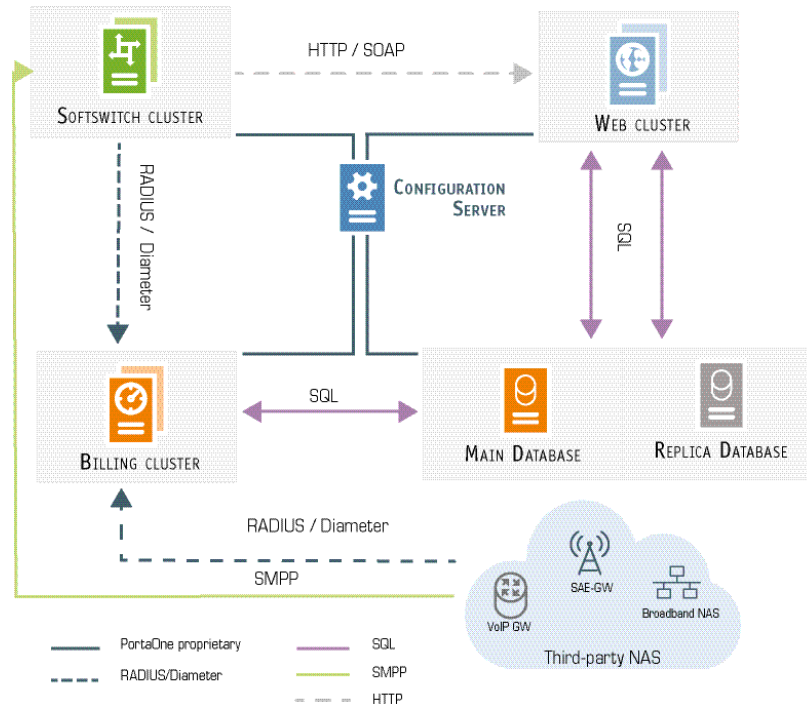 HTTP / SOAP
SOFTSWITCH CLUSTER
WEB CLUSTER
RADIUS / Diameter
CONFIGURATION
SERVER
SQL
SQL
BILLING CLUSTER
MAIN DATABASE
REPLICA DATABASE
RADIUS / Diameter
SMPP
SAE-GW
VoIP GW
Broadband NAS
Third-party NAS
PortaOne proprietary
SQL
RADIUS/Diameter
SMPP
HTTP